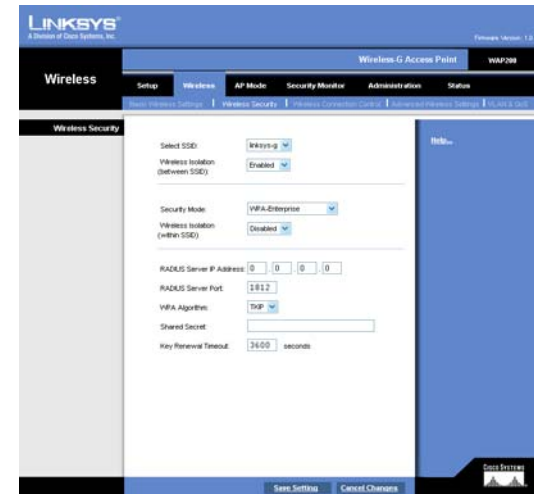 LINKSYS®
A Division of Cisco Systems, Inc.
Firmware Version: 1.0
Wireless-G Access Point WAP200
Wireless
Setup Wireless AP Mode Security Monitor Administration Status
Basic Wireless Settings | Wireless Security | Wireless Connection Control | Advanced Wireless Settings | VLAN & QoS
Wireless Security
Help...
Select SSID: linksys-g
Wireless Isolation
(between SSID): Enabled
Security Mode: WPA-Enterprise
Wireless Isolation
(within SSID): Disabled
RADIUS Server IP Address: 0 . 0 . 0 . 0
RADIUS Server Port: 1812
WPA Algorithm: TKIP
Shared Secret:
Key Renewal Timeout: 3600 seconds
CISCO SYSTEMS
Save Setting Cancel Changes